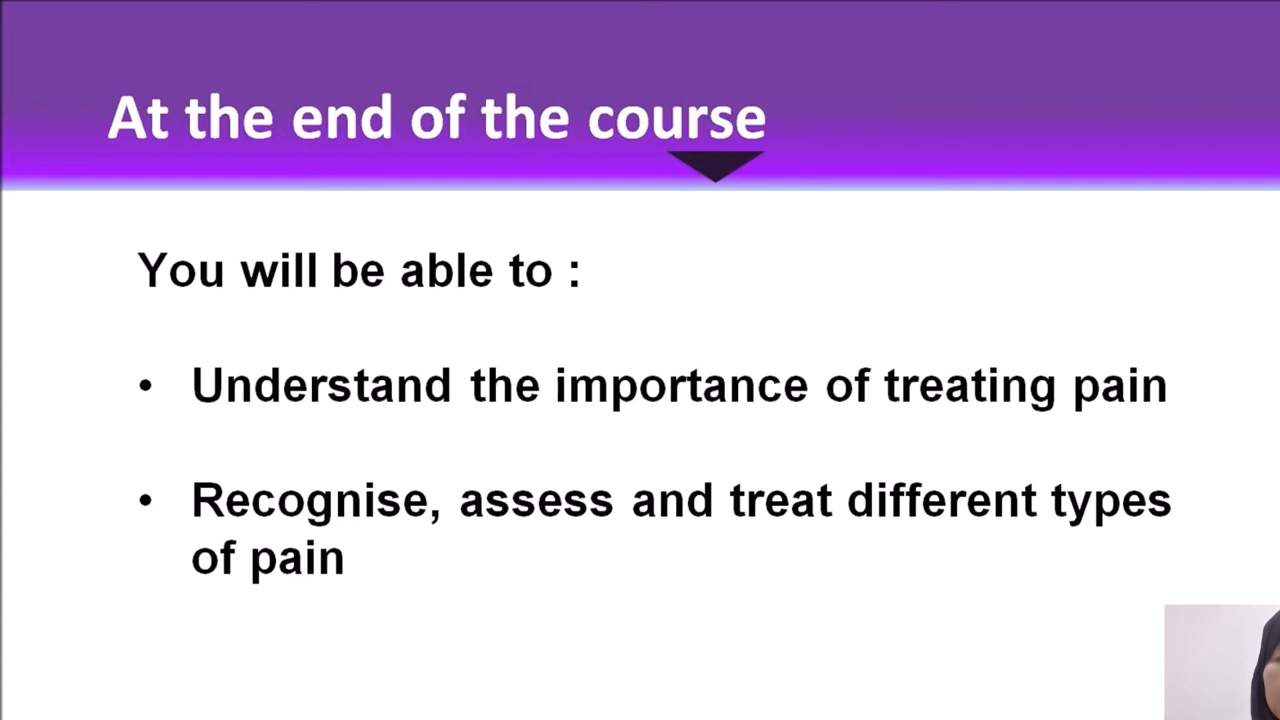 At the end of the course
You will be able to :
• Understand the importance of treating pain
• Recognise, assess and treat different types
of pain